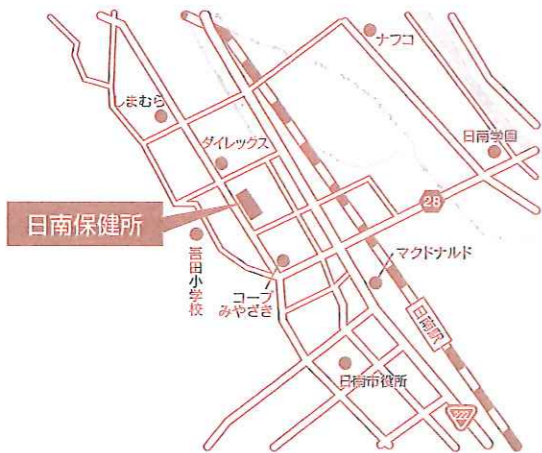 ナフコ
しまむら
ダイレックス
日南学園
28
日南保健所
吾田小学校
コープ
みやざき
マクドナルド
日南駅
日南市役所
222